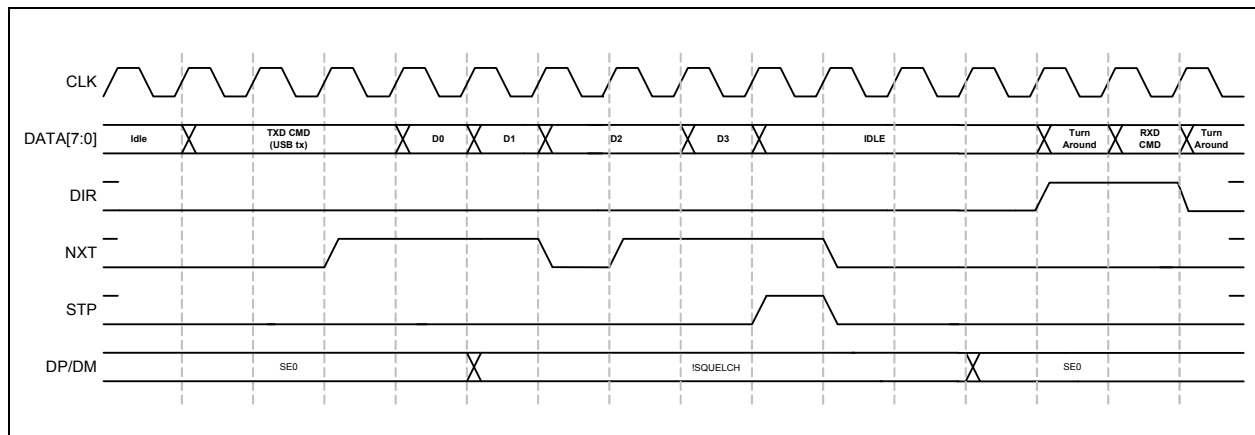 CLK
DATA[7:0]
Idle
TXD CMD
(USB tx)
D0
D1
D2
D3
IDLE
Turn
Around
RXD
CMD
Turn
Around
DIR
NXT
STP
DP/DM
SE0
!SQUELCH
SE0